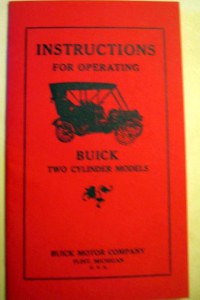 INSTRUCTIONS
FOR OPERATING
BUICK
TWO CYLINDER MODELS
BUICK MOTOR COMPANY
FLINT, MICHIGAN
U. S. A.